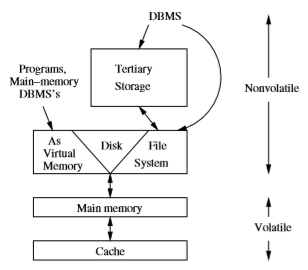 DBMS
Programs,
Main−memory
DBMS's
Tertiary
Storage
Nonvolatile
As
Virtual
Memory
Disk
File
System
Main memory
Volatile
Cache